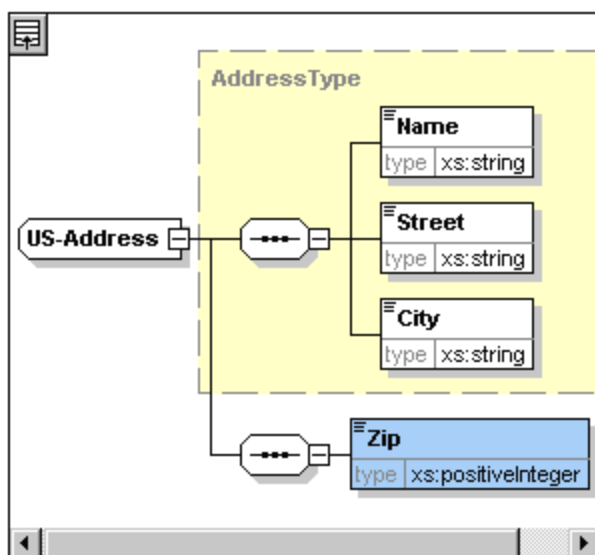 AddressType
Name
type xs:string
US-Address
Street
type xs:string
City
type xs:string
Zip
type xs:positiveInteger